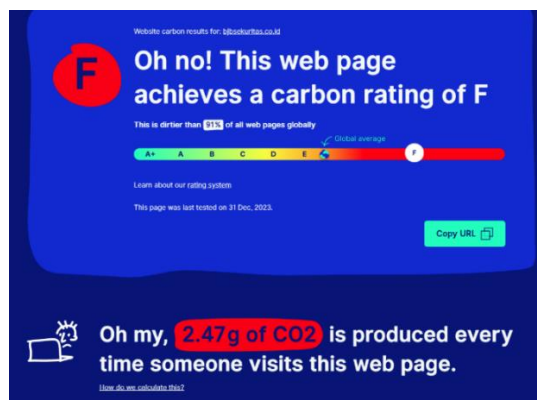 Website carbon results for: bjbsekuritas.co.id
F
Oh no! This web page
achieves a carbon rating of F
This is dirtier than 91% of all web pages globally
Global average
A+ A B C D E F
Learn about our rating system
This page was last tested on 31 Dec, 2023.
Copy URL
Oh my, 2.47g of CO2 is produced every
time someone visits this web page.
How do we calculate this?